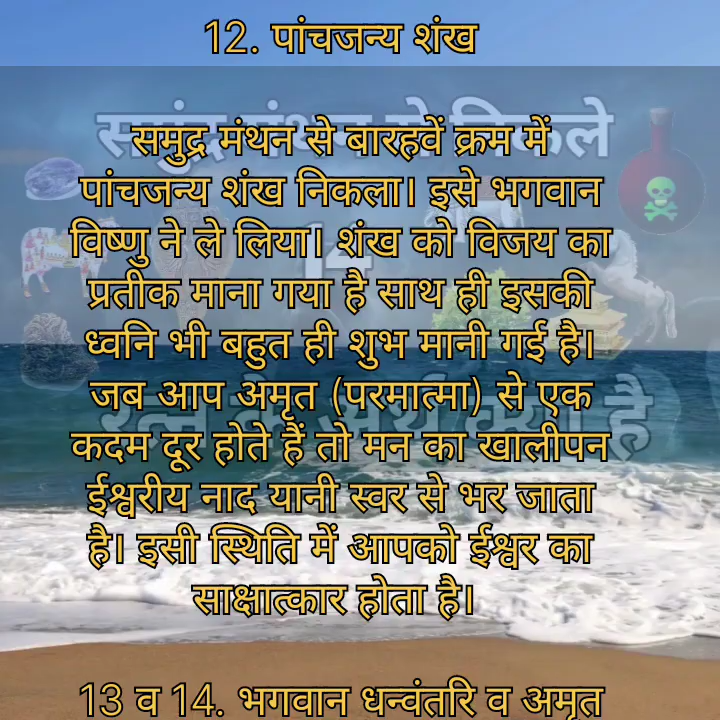 12. पांचजन्य शंख
समुद्र मंथन से बारहवें क्रम में
पांचजन्य शंख निकला। इसे भगवान
विष्णु ने ले लिया। शंख को विजय का
प्रतीक माना गया है साथ ही इसकी
ध्वनि भी बहुत ही शुभ मानी गई है।
जब आप अमृत (परमात्मा) से एक
कदम दूर होते हैं तो मन का खालीपन
ईश्वरीय नाद यानी स्वर से भर जाता
है। इसी स्थिति में आपको ईश्वर का
साक्षात्कार होता है।
13 व 14. भगवान धन्वंतरि व अमृत
निकले
14
है